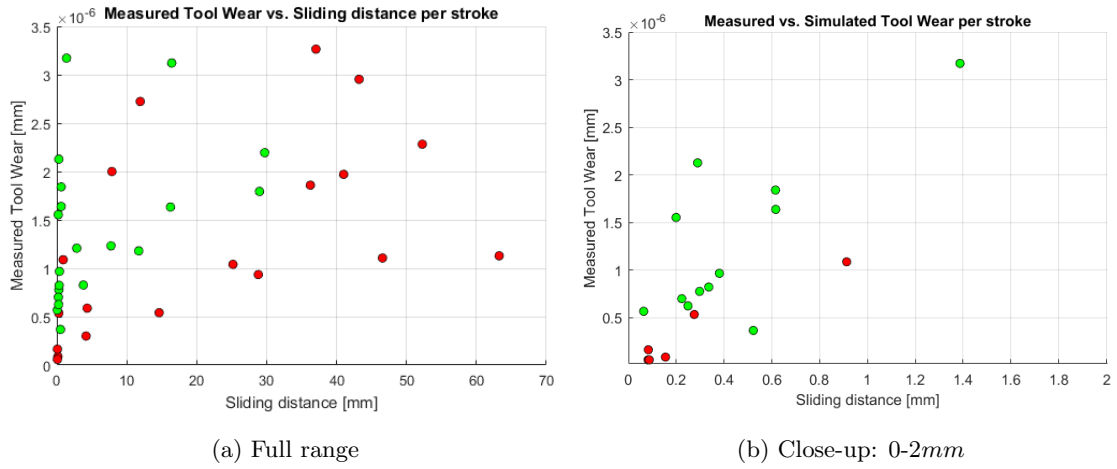 Measured Tool Wear vs. Sliding distance per stroke
×10⁻⁶
3.5
3
2.5
2
1.5
1
0.5
0
Measured Tool Wear [mm]
0 10 20 30 40 50 60 70
Sliding distance [mm]
(a) Full range
Measured vs. Simulated Tool Wear per stroke
×10⁻⁶
3.5
3
2.5
2
1.5
1
0.5
Measured Tool Wear [mm]
0 0.2 0.4 0.6 0.8 1 1.2 1.4 1.6 1.8 2
Sliding distance [mm]
(b) Close-up: 0-2mm